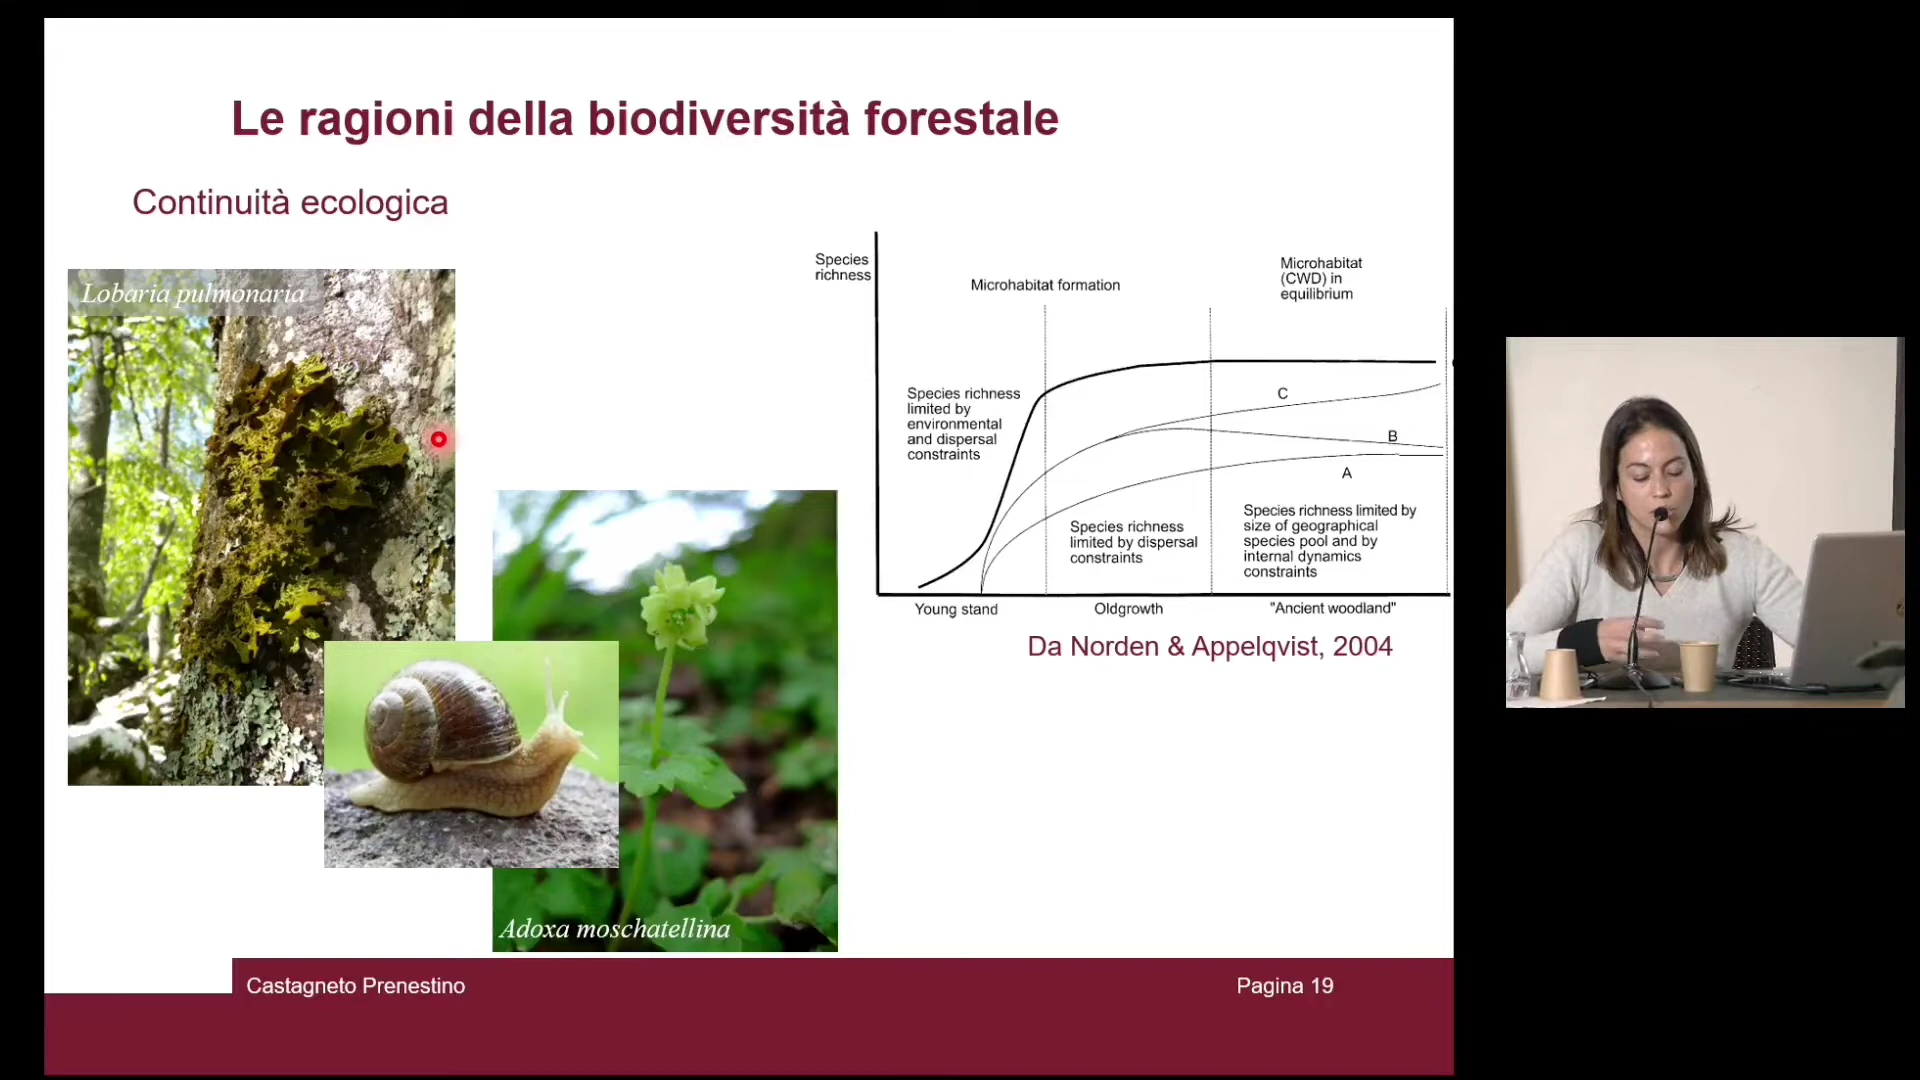 Le ragioni della biodiversità forestale
Continuità ecologica
Lobaria pulmonaria
Adoxa moschatellina
Species
richness
Microhabitat formation
Microhabitat
(CWD) in
equilibrium
Species richness
limited by
environmental
and dispersal
constraints
C
B
A
Species richness
limited by dispersal
constraints
Species richness limited by
size of geographical
species pool and by
internal dynamics
constraints
Young stand
Oldgrowth
"Ancient woodland"
Da Norden & Appelqvist, 2004
Castagneto Prenestino
Pagina 19